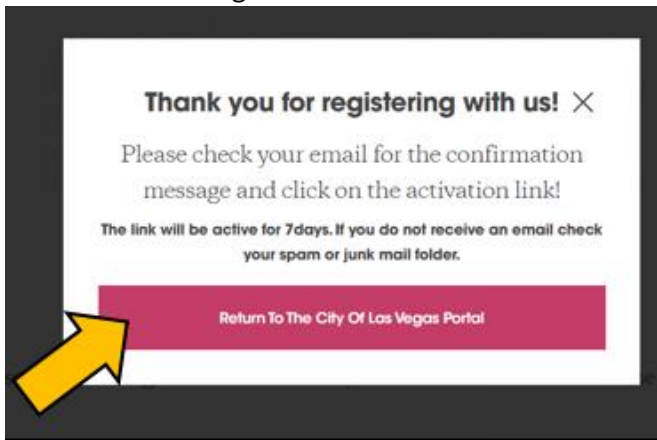 Thank you for registering with us!
Please check your email for the confirmation
message and click on the activation link!
The link will be active for 7days. If you do not receive an email check
your spam or junk mail folder.
Return To The City Of Las Vegas Portal